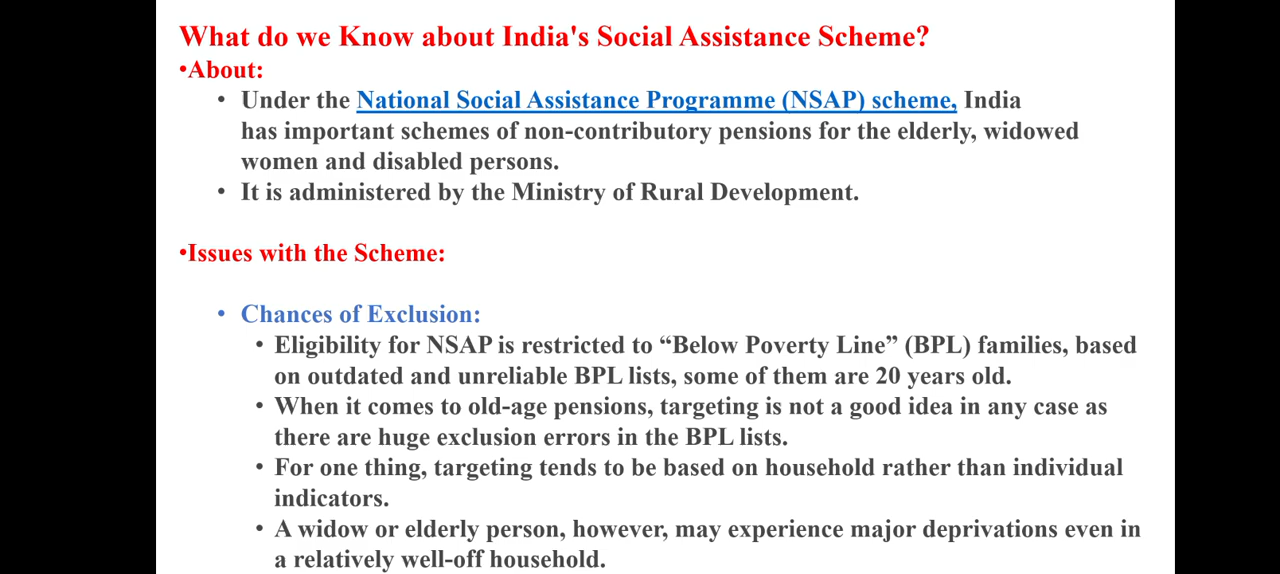 What do we Know about India's Social Assistance Scheme?
•About:
• Under the National Social Assistance Programme (NSAP) scheme, India
has important schemes of non-contributory pensions for the elderly, widowed
women and disabled persons.
• It is administered by the Ministry of Rural Development.
•Issues with the Scheme:
• Chances of Exclusion:
• Eligibility for NSAP is restricted to “Below Poverty Line” (BPL) families, based
on outdated and unreliable BPL lists, some of them are 20 years old.
• When it comes to old-age pensions, targeting is not a good idea in any case as
there are huge exclusion errors in the BPL lists.
• For one thing, targeting tends to be based on household rather than individual
indicators.
• A widow or elderly person, however, may experience major deprivations even in
a relatively well-off household.